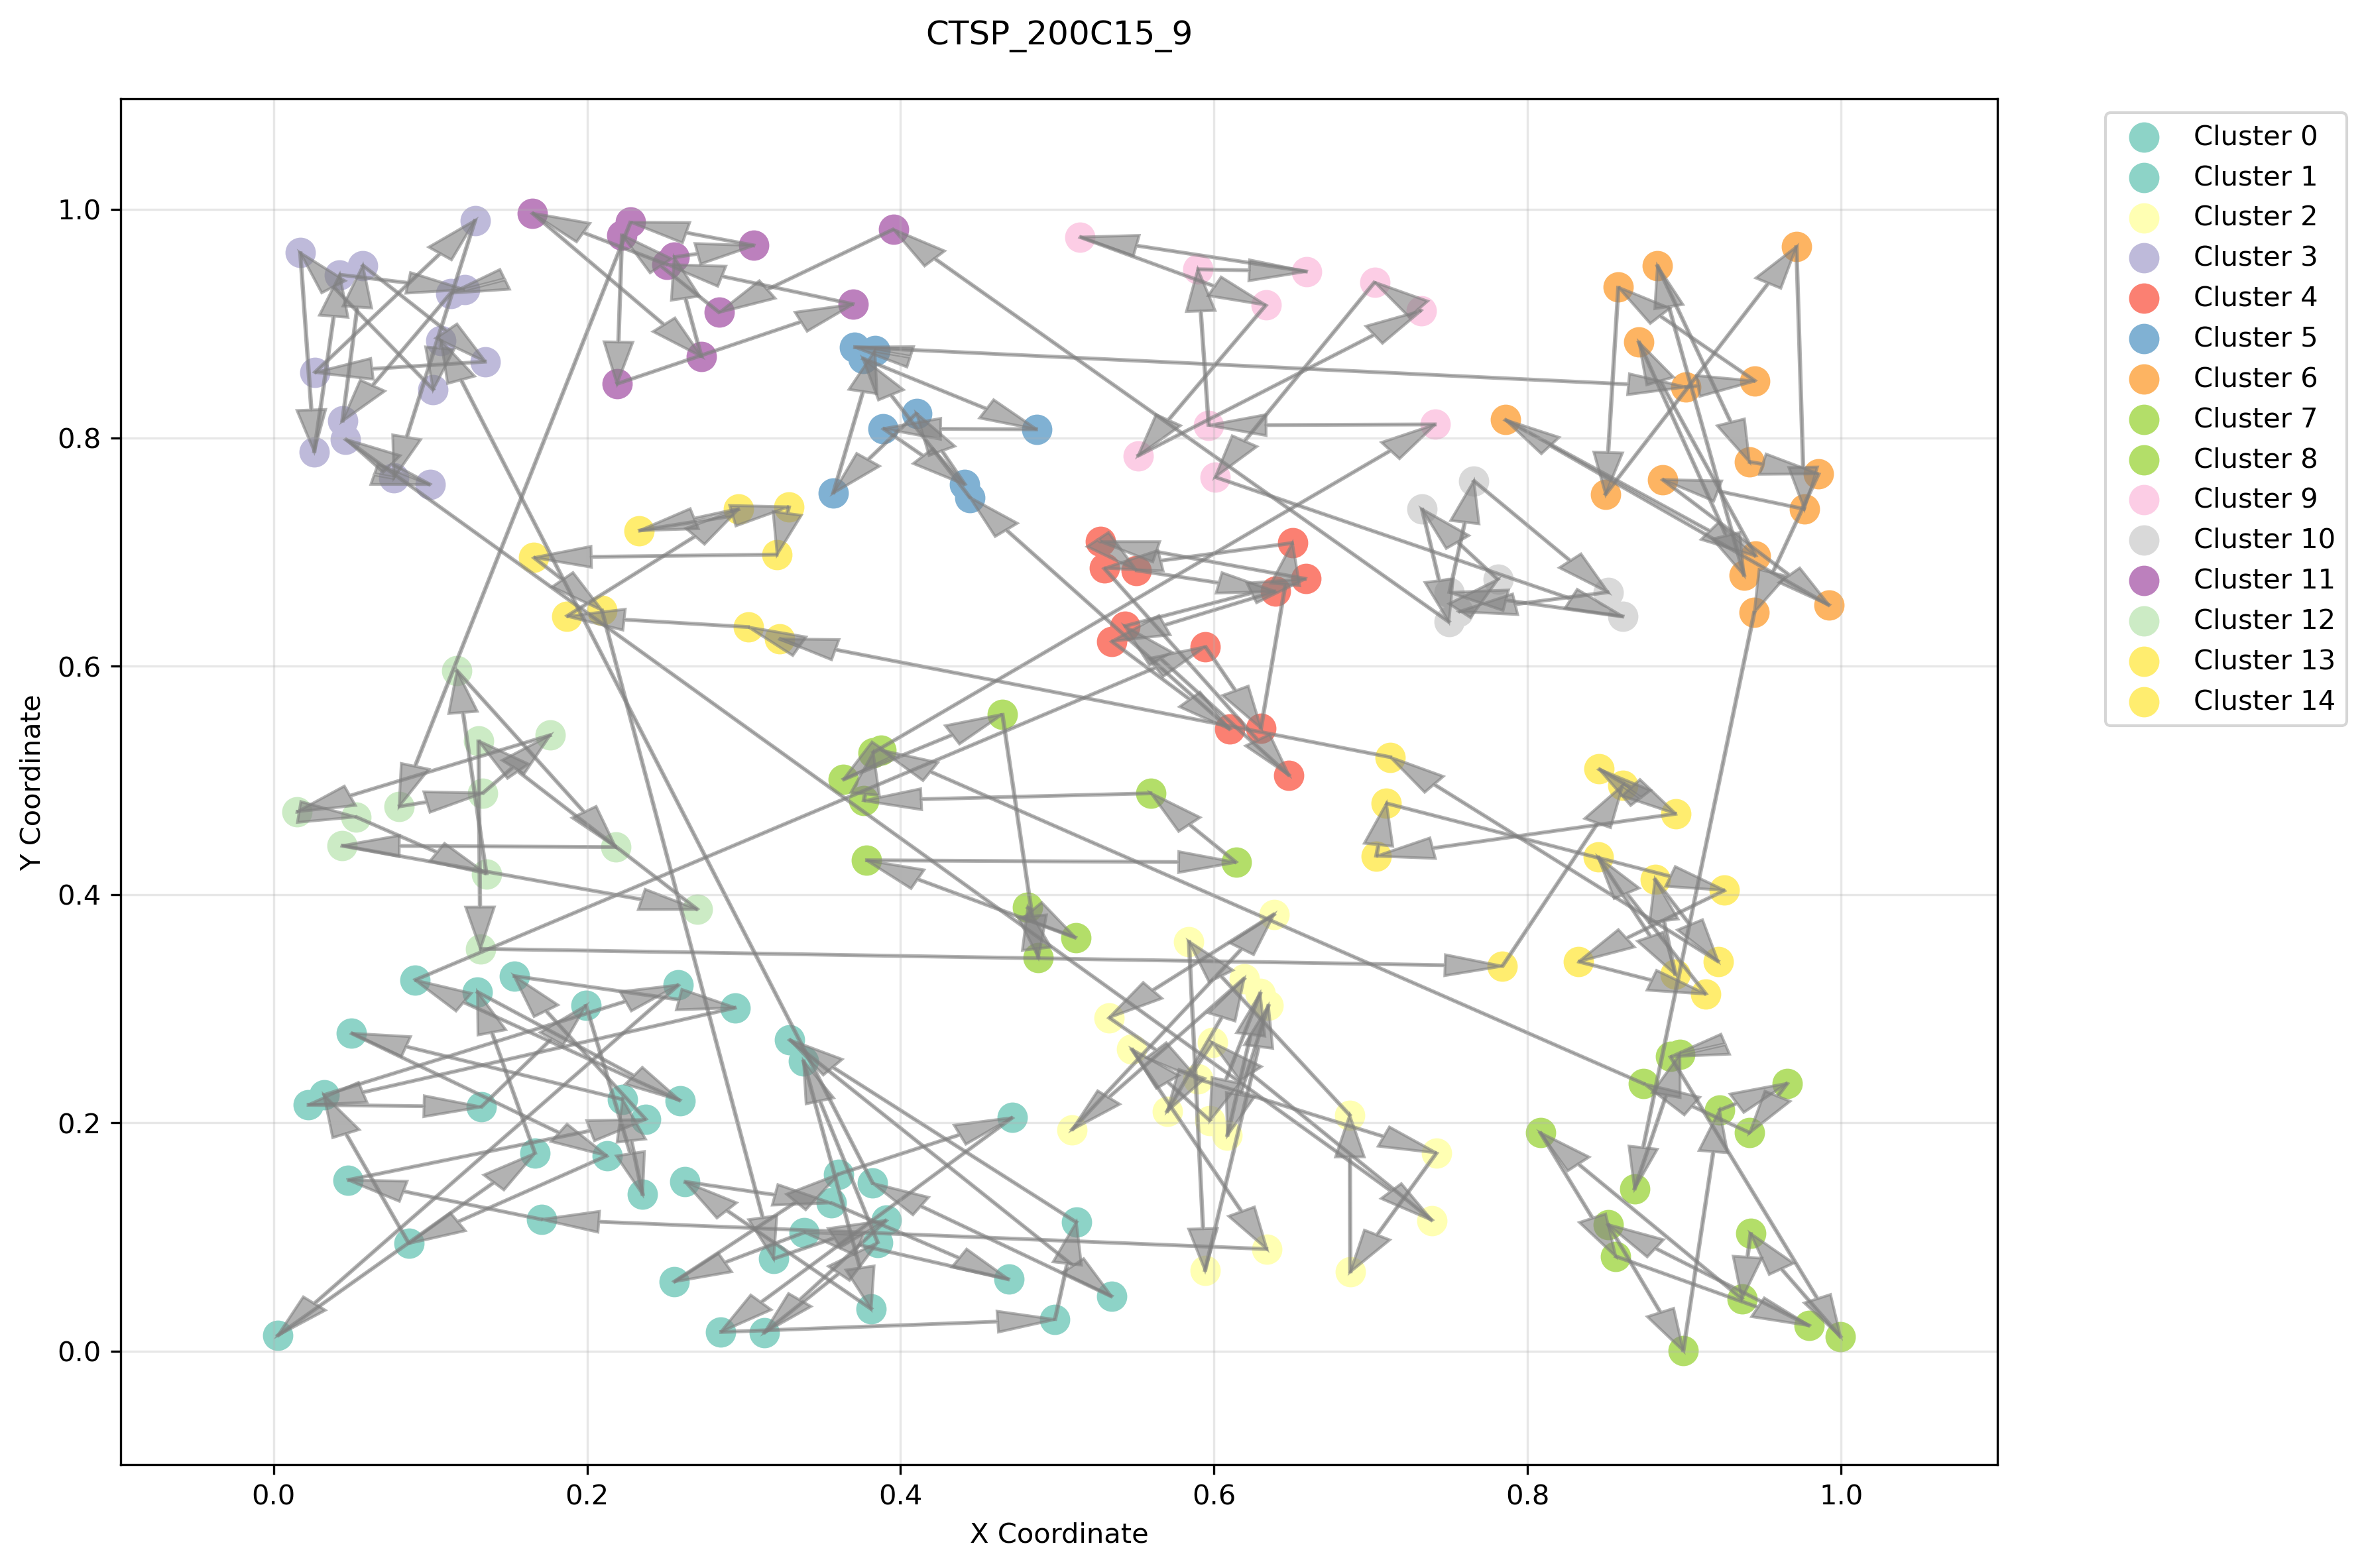 CTSP_200C15_9
1.0
0.8
0.6
0.4
0.2
0.0
Y Coordinate
0.0 0.2 0.4 0.6 0.8 1.0
X Coordinate
Cluster 0
Cluster 1
Cluster 2
Cluster 3
Cluster 4
Cluster 5
Cluster 6
Cluster 7
Cluster 8
Cluster 9
Cluster 10
Cluster 11
Cluster 12
Cluster 13
Cluster 14